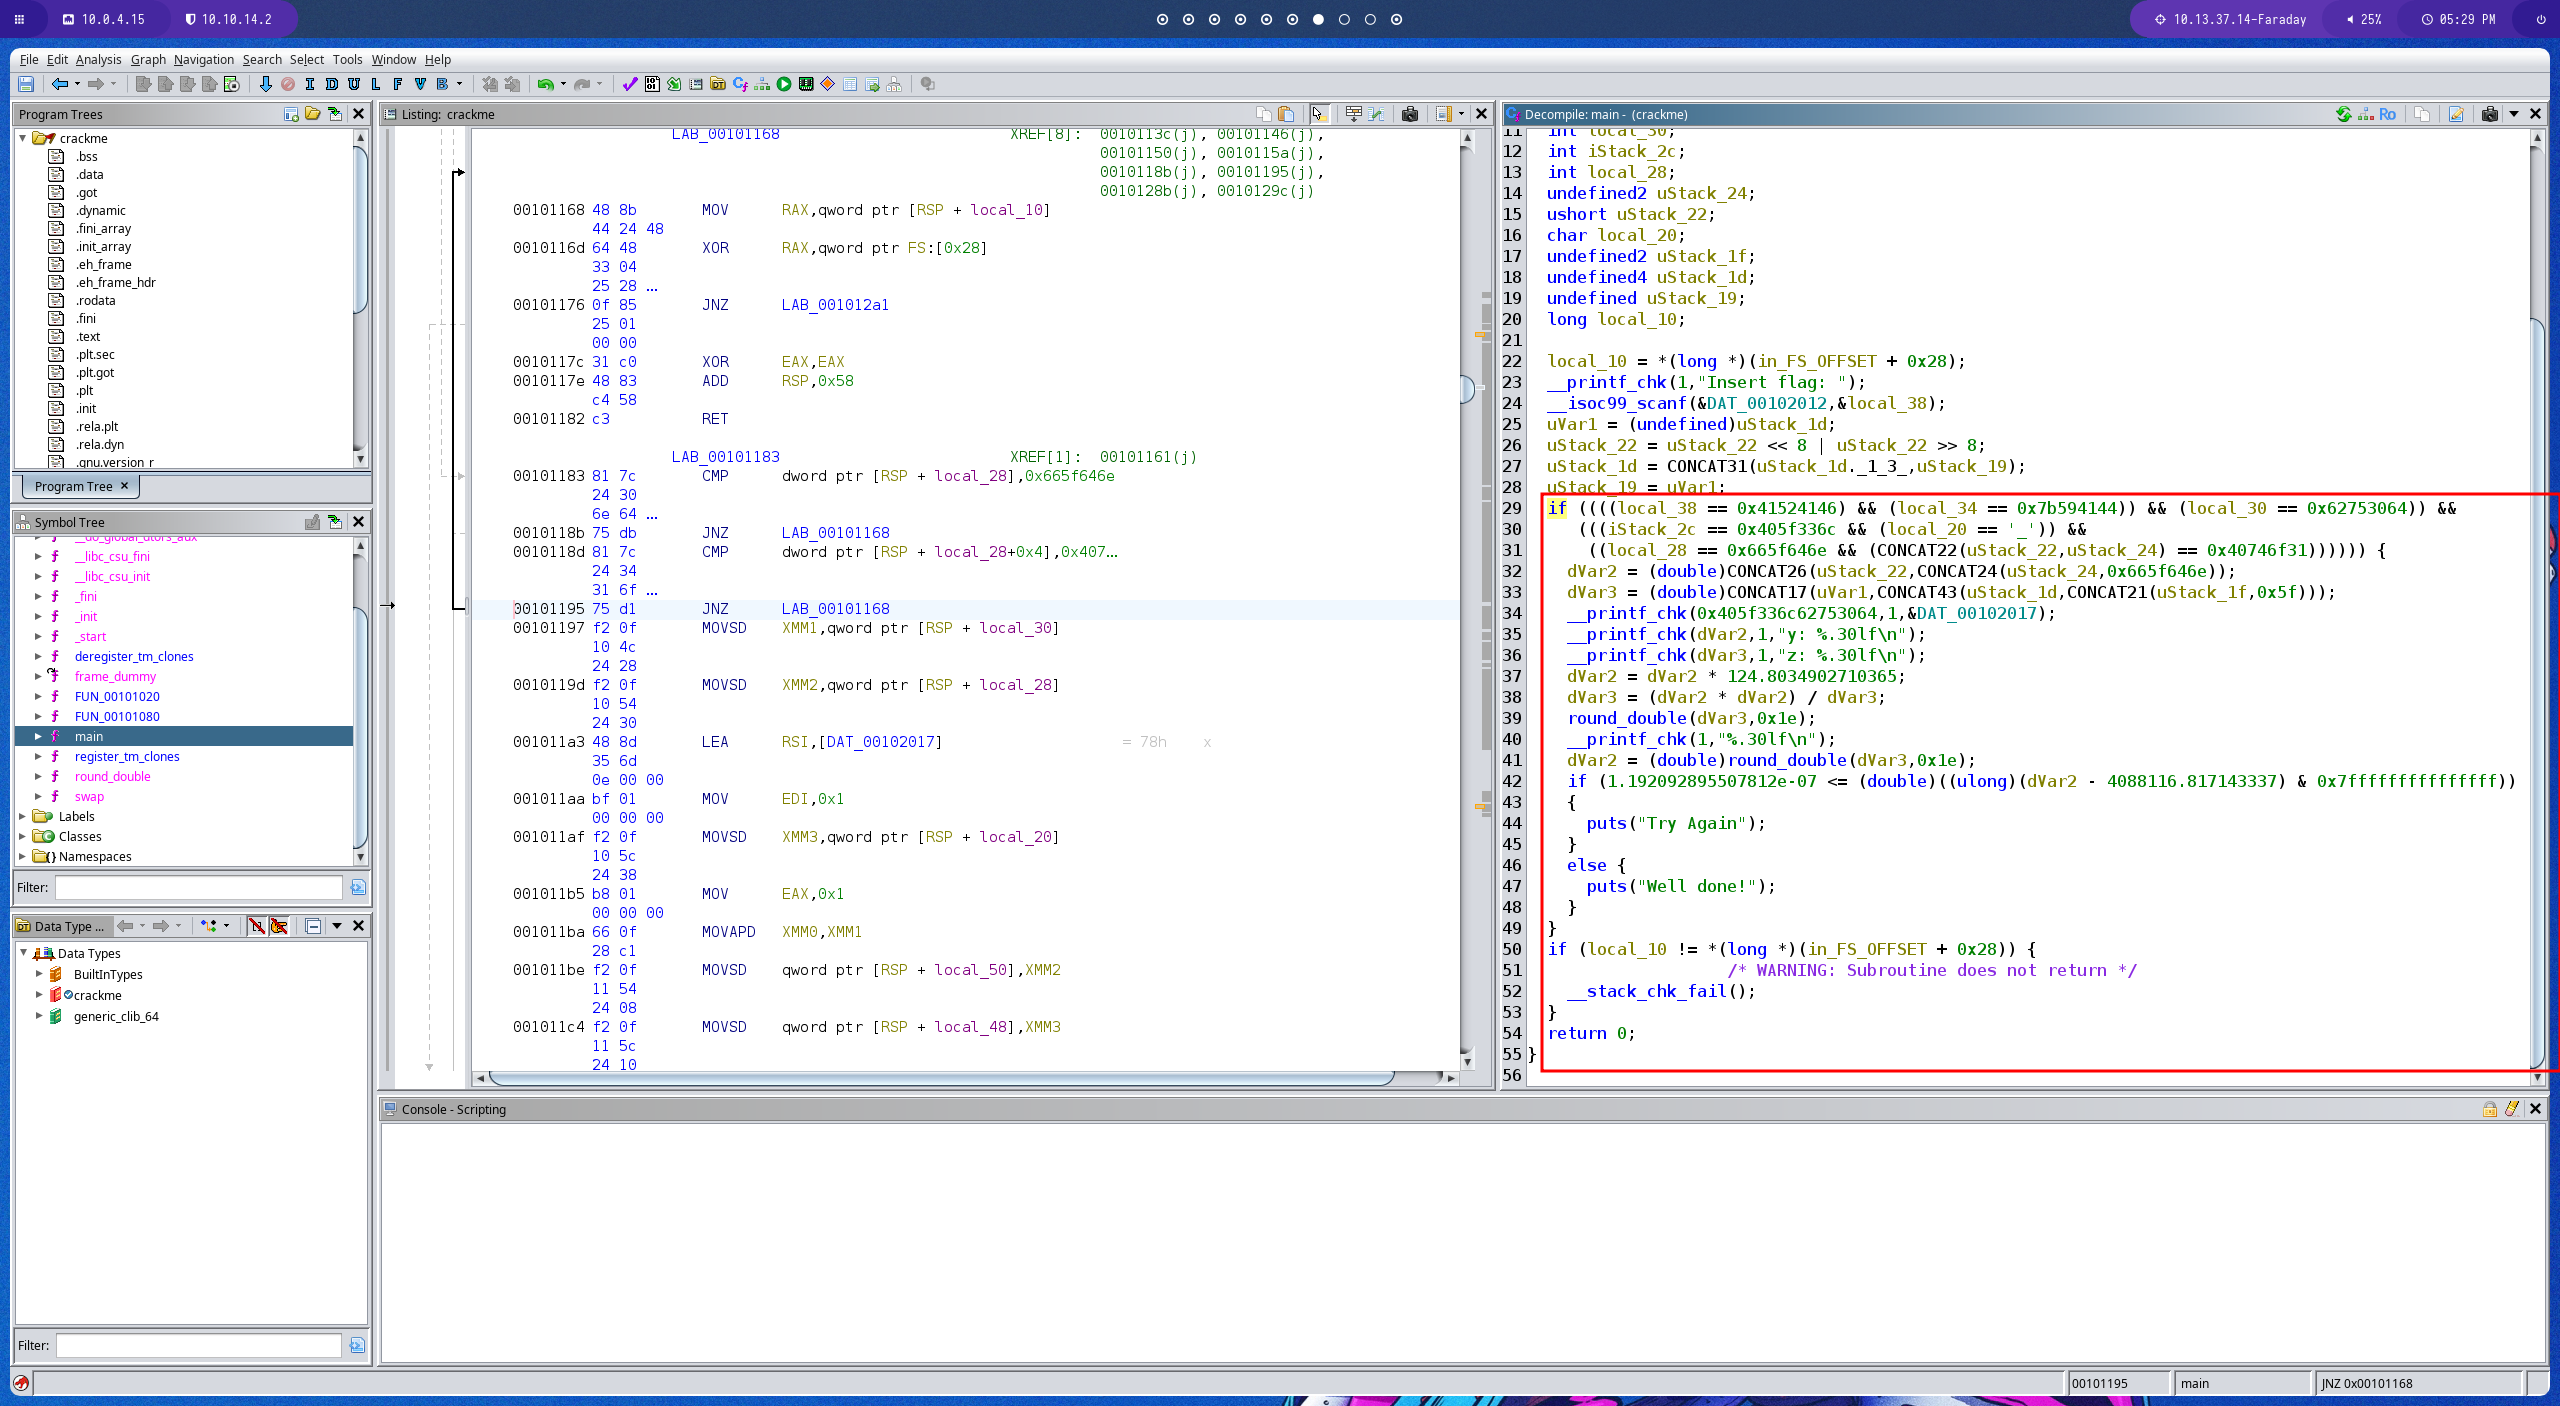 10.0.4.15
10.10.14.2
10.13.37.14-Faraday
25%
05:29 PM
File Edit Analysis Graph Navigation Search Select Tools Window Help
I D U L F V B
Program Trees
crackme
.bss
.data
.got
.dynamic
.fini_array
.init_array
.eh_frame
.eh_frame_hdr
.rodata
.fini
.text
.plt.sec
.plt.got
.plt
.init
.rela.plt
.rela.dyn
.gnu.version_r
Program Tree
Symbol Tree
__do_global_dtors_aux
__libc_csu_fini
__libc_csu_init
_fini
_init
_start
deregister_tm_clones
frame_dummy
FUN_00101020
FUN_00101080
main
register_tm_clones
round_double
swap
Labels
Classes
Namespaces
Filter:
Data Type ...
Data Types
BuiltInTypes
crackme
generic_clib_64
Filter:
Listing: crackme
LAB_00101168 XREF[8]: 0010113c(j), 00101146(j),
00101150(j), 0010115a(j),
0010118b(j), 00101195(j),
0010128b(j), 0010129c(j)
00101168 48 8b MOV RAX,qword ptr [RSP + local_10]
44 24 48
0010116d 64 48 XOR RAX,qword ptr FS:[0x28]
33 04
25 28 ...
00101176 0f 85 JNZ LAB_001012a1
25 01
00 00
0010117c 31 c0 XOR EAX,EAX
0010117e 48 83 ADD RSP,0x58
c4 58
00101182 c3 RET
LAB_00101183 XREF[1]: 00101161(j)
00101183 81 7c CMP dword ptr [RSP + local_28],0x665f646e
24 30
6e 64 ...
0010118b 75 db JNZ LAB_00101168
0010118d 81 7c CMP dword ptr [RSP + local_28+0x4],0x407...
24 34
31 6f ...
00101195 75 d1 JNZ LAB_00101168
00101197 f2 0f MOVSD XMM1,qword ptr [RSP + local_30]
10 4c
24 28
0010119d f2 0f MOVSD XMM2,qword ptr [RSP + local_28]
10 54
24 30
001011a3 48 8d LEA RSI,[DAT_00102017] = 78h x
35 6d
0e 00 00
001011aa bf 01 MOV EDI,0x1
00 00 00
001011af f2 0f MOVSD XMM3,qword ptr [RSP + local_20]
10 5c
24 38
001011b5 b8 01 MOV EAX,0x1
00 00 00
001011ba 66 0f MOVAPD XMM0,XMM1
28 c1
001011be f2 0f MOVSD qword ptr [RSP + local_50],XMM2
11 54
24 08
001011c4 f2 0f MOVSD qword ptr [RSP + local_48],XMM3
11 5c
24 10
Decompile: main - (crackme)
Ro
11 int local_30;
12 int iStack_2c;
13 int local_28;
14 undefined2 uStack_24;
15 ushort uStack_22;
16 char local_20;
17 undefined2 uStack_1f;
18 undefined4 uStack_1d;
19 undefined uStack_19;
20 long local_10;
21
22 local_10 = *(long *)(in_FS_OFFSET + 0x28);
23 __printf_chk(1,"Insert flag: ");
24 __isoc99_scanf(&DAT_00102012,&local_38);
25 uVar1 = (undefined)uStack_1d;
26 uStack_22 = uStack_22 << 8 | uStack_22 >> 8;
27 uStack_1d = CONCAT31(uStack_1d._1_3_,uStack_19);
28 uStack_19 = uVar1;
29 if ((((local_38 == 0x41524146) && (local_34 == 0x7b594144)) && (local_30 == 0x62753064)) &&
30 (((iStack_2c == 0x405f336c && (local_20 == '_')) &&
31 ((local_28 == 0x665f646e && (CONCAT22(uStack_22,uStack_24) == 0x40746f31)))))) {
32 dVar2 = (double)CONCAT26(uStack_22,CONCAT24(uStack_24,0x665f646e));
33 dVar3 = (double)CONCAT17(uVar1,CONCAT43(uStack_1d,CONCAT21(uStack_1f,0x5f)));
34 __printf_chk(0x405f336c62753064,1,&DAT_00102017);
35 __printf_chk(dVar2,1,"y: %.30lf\n");
36 __printf_chk(dVar3,1,"z: %.30lf\n");
37 dVar2 = dVar2 * 124.8034902710365;
38 dVar3 = (dVar2 * dVar2) / dVar3;
39 round_double(dVar3,0x1e);
40 __printf_chk(1,"%.30lf\n");
41 dVar2 = (double)round_double(dVar3,0x1e);
42 if (1.192092895507812e-07 <= (double)((ulong)(dVar2 - 4088116.817143337) & 0x7fffffffffffffff))
43 {
44 puts("Try Again");
45 }
46 else {
47 puts("Well done!");
48 }
49 }
50 if (local_10 != *(long *)(in_FS_OFFSET + 0x28)) {
51 /* WARNING: Subroutine does not return */
52 __stack_chk_fail();
53 }
54 return 0;
55 }
56
Console - Scripting
00101195 main JNZ 0x00101168